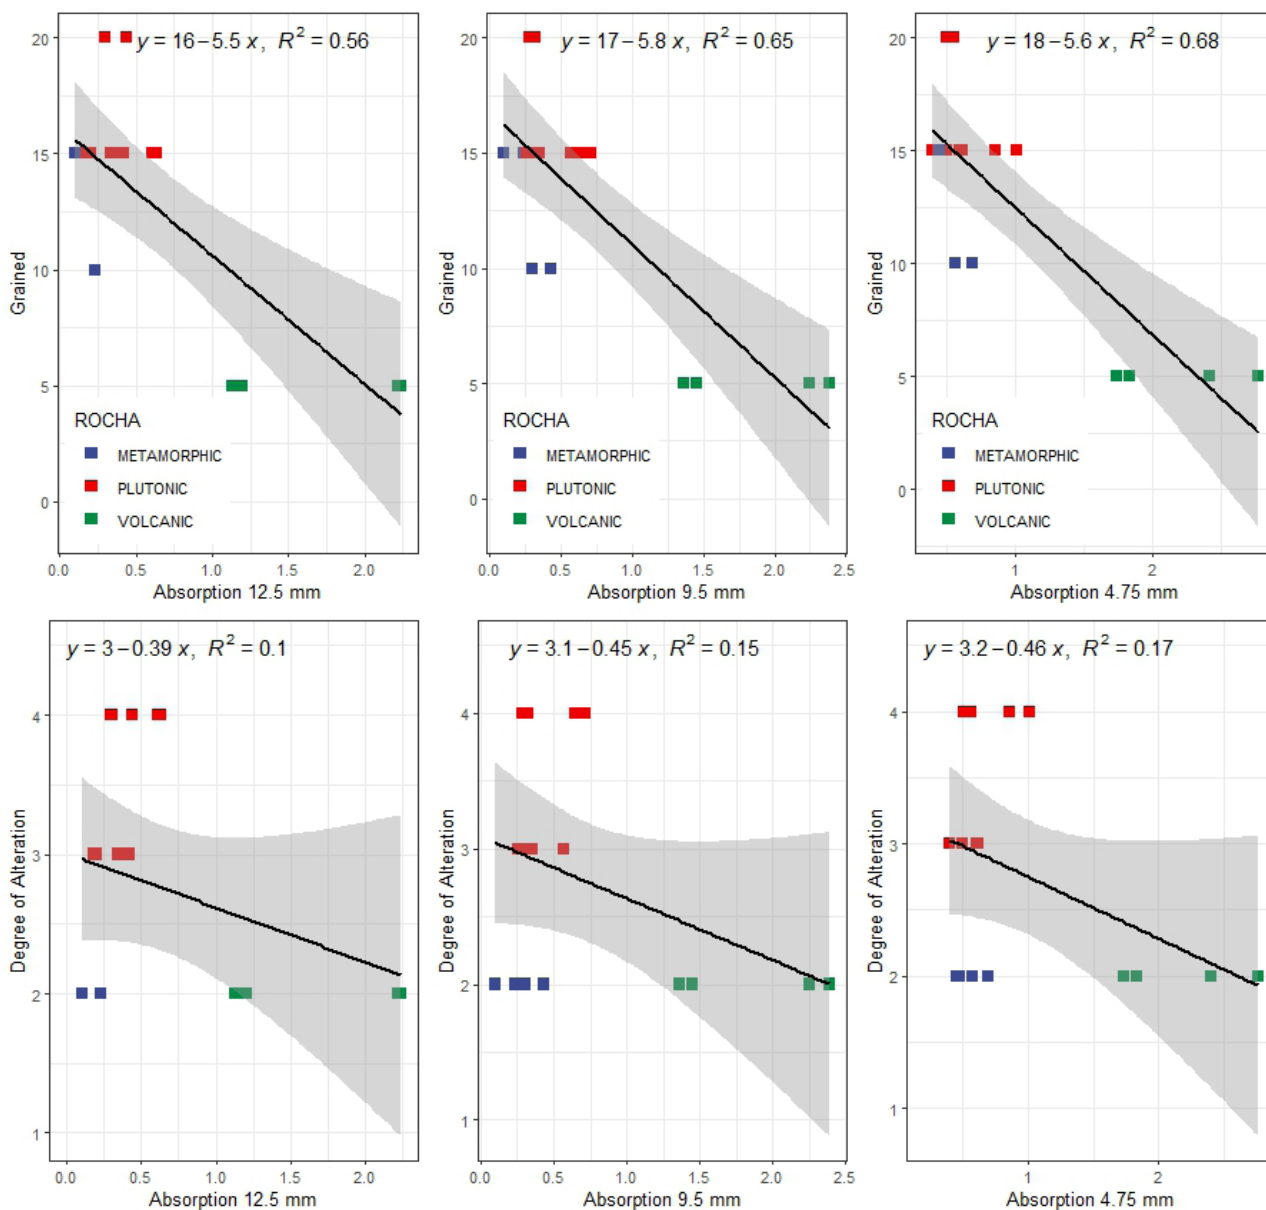 y = 16 − 5.5 x, R² = 0.56
20
15
10
5
0
Grained
ROCHA
METAMORPHIC
PLUTONIC
VOLCANIC
0.0 0.5 1.0 1.5 2.0
Absorption 12.5 mm
y = 17 − 5.8 x, R² = 0.65
20
15
10
5
0
Grained
ROCHA
METAMORPHIC
PLUTONIC
VOLCANIC
0.0 0.5 1.0 1.5 2.0 2.5
Absorption 9.5 mm
y = 18 − 5.6 x, R² = 0.68
20
15
10
5
0
Grained
ROCHA
METAMORPHIC
PLUTONIC
VOLCANIC
1 2
Absorption 4.75 mm
y = 3 − 0.39 x, R² = 0.1
4
3
2
1
Degree of Alteration
0.0 0.5 1.0 1.5 2.0
Absorption 12.5 mm
y = 3.1 − 0.45 x, R² = 0.15
4
3
2
1
Degree of Alteration
0.0 0.5 1.0 1.5 2.0 2.5
Absorption 9.5 mm
y = 3.2 − 0.46 x, R² = 0.17
4
3
2
1
Degree of Alteration
1 2
Absorption 4.75 mm